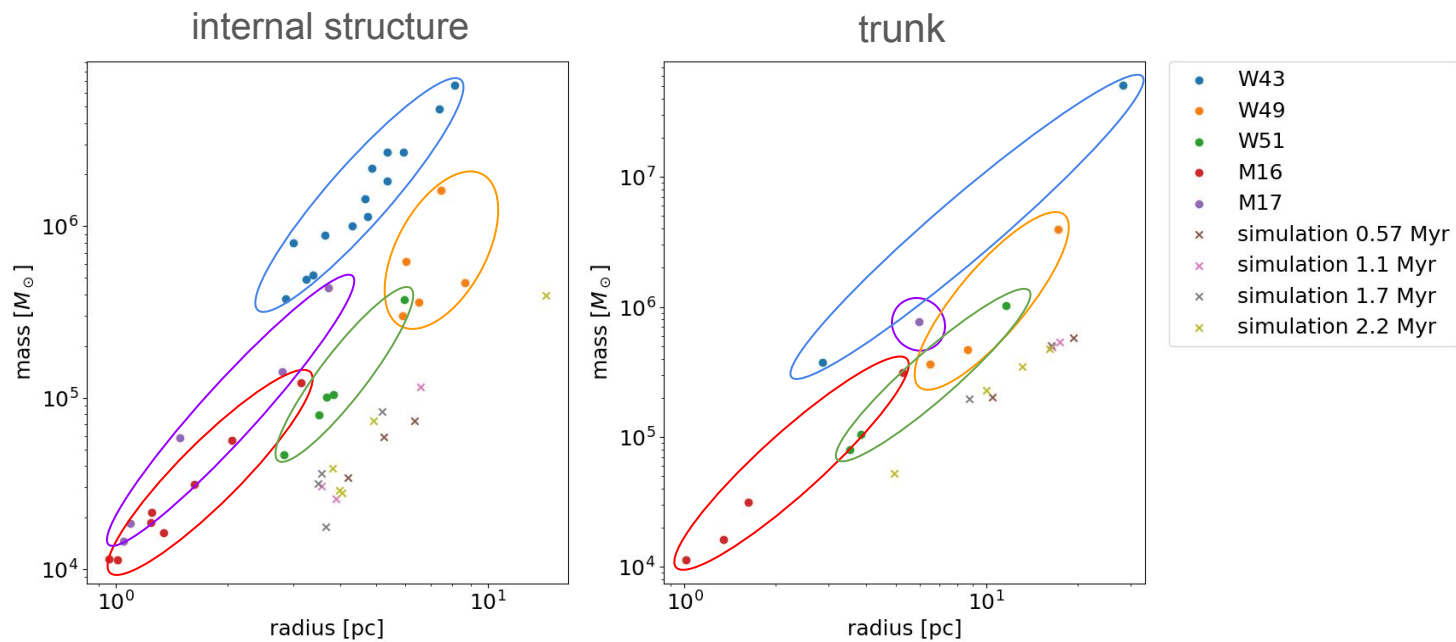 internal structure
trunk
mass [M⊙]
10⁶
10⁵
10⁴
10⁰
10¹
radius [pc]
mass [M⊙]
10⁷
10⁶
10⁵
10⁴
10⁰
10¹
radius [pc]
W43
W49
W51
M16
M17
simulation 0.57 Myr
simulation 1.1 Myr
simulation 1.7 Myr
simulation 2.2 Myr